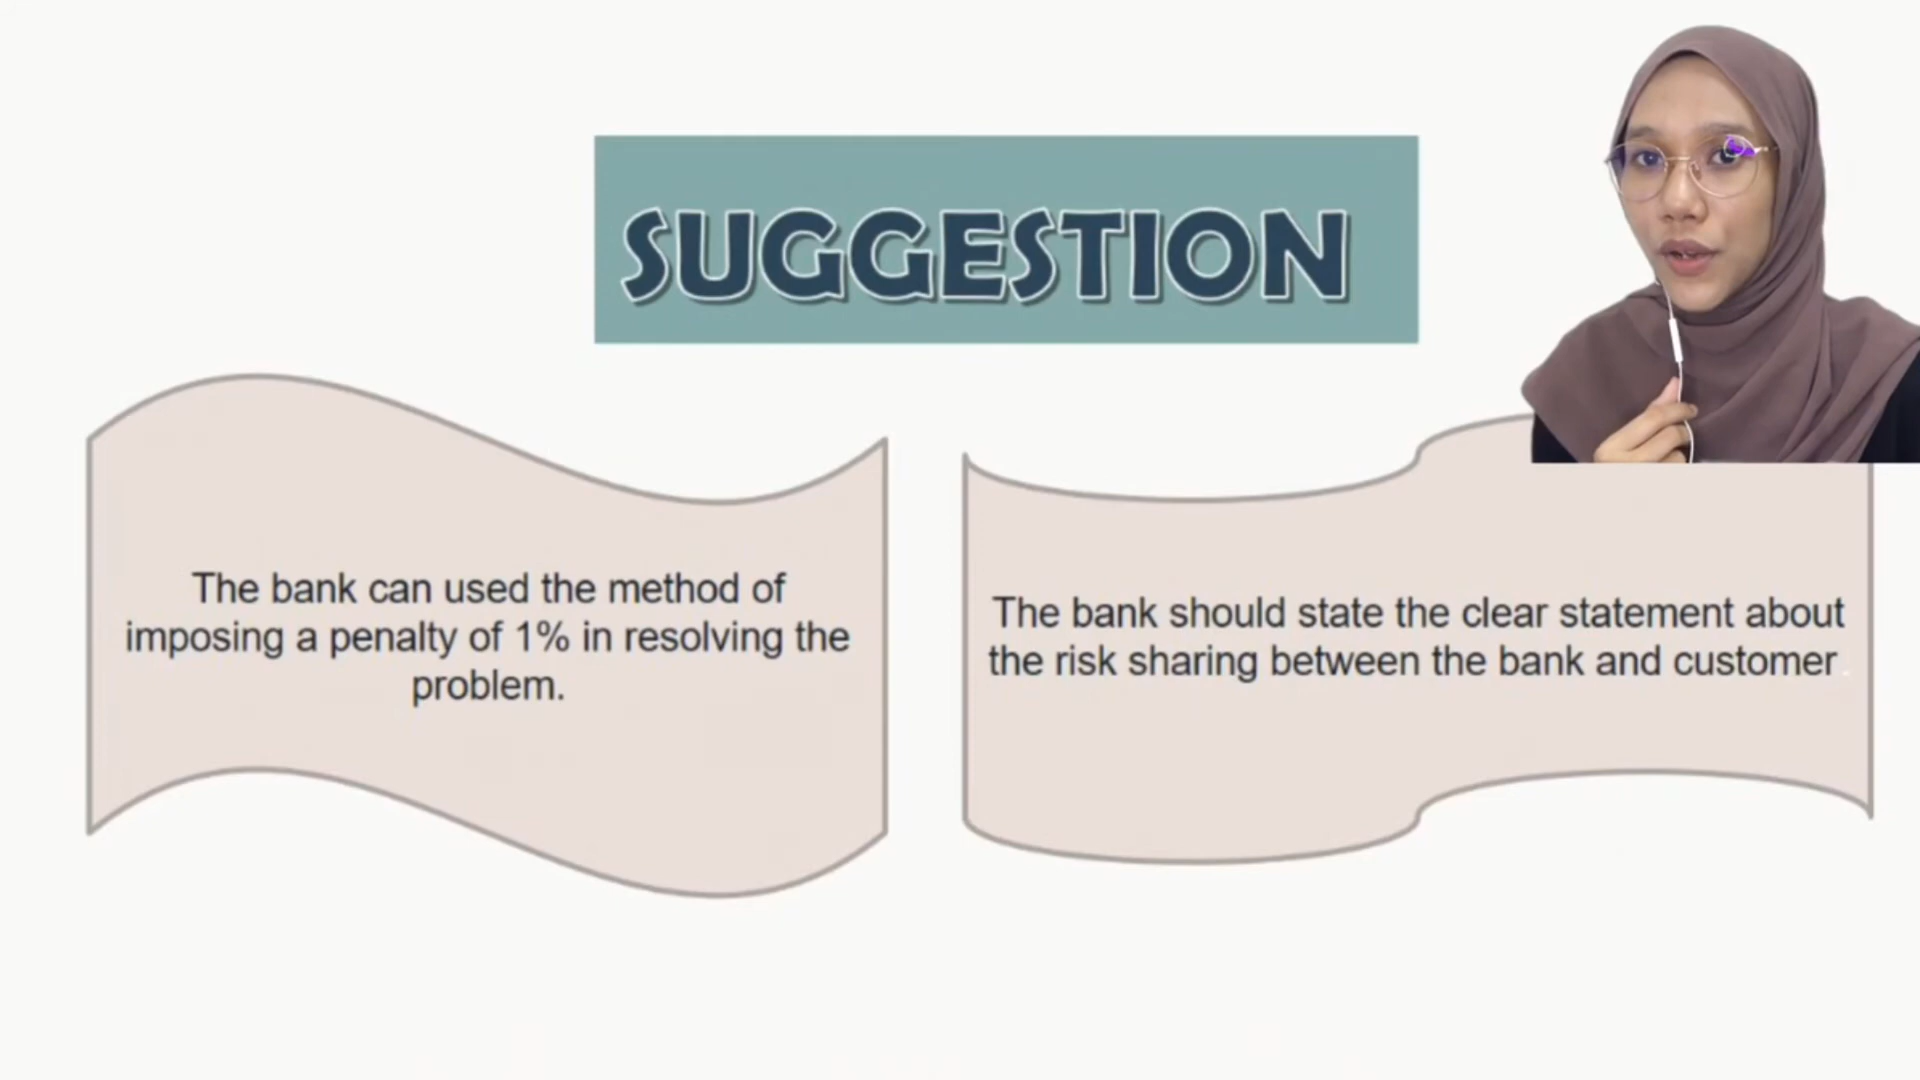 SUGGESTION
The bank can used the method of
imposing a penalty of 1% in resolving the
problem.
The bank should state the clear statement about
the risk sharing between the bank and customer.